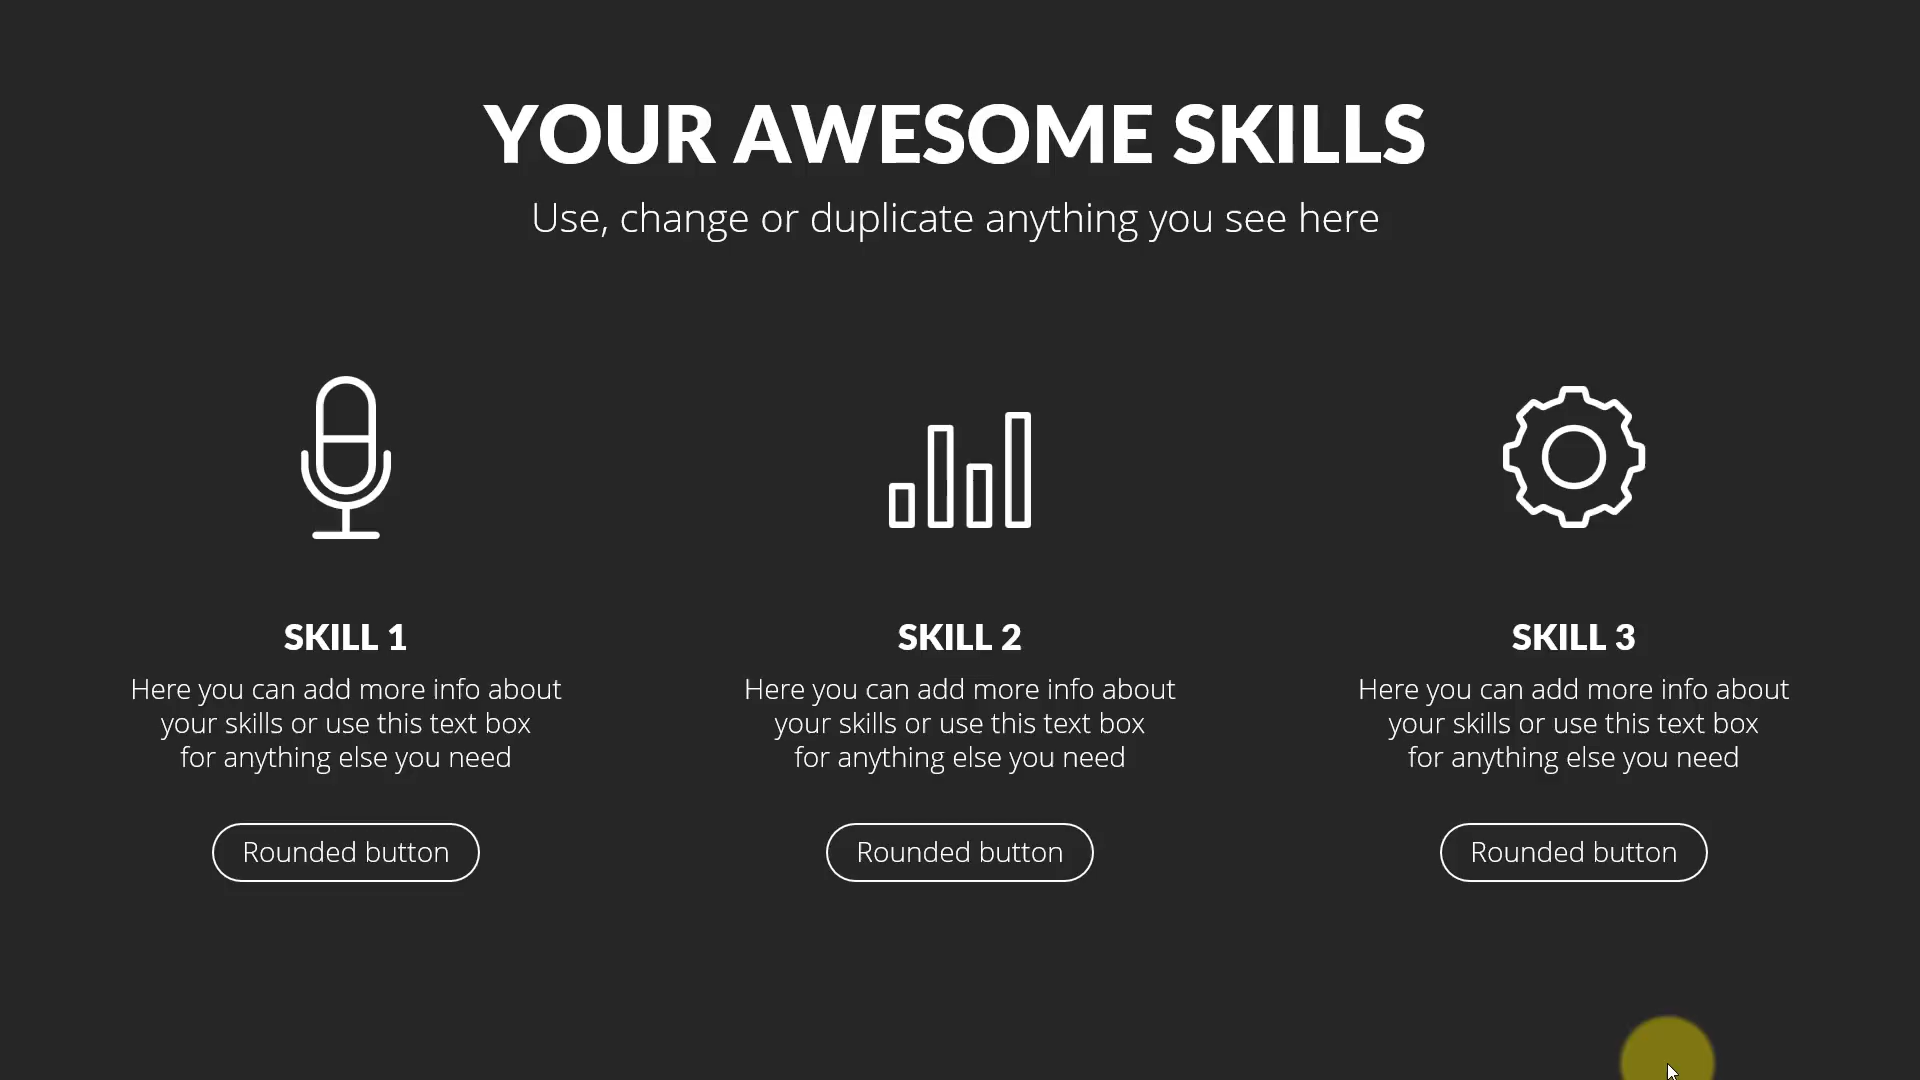 YOUR AWESOME SKILLS
Use, change or duplicate anything you see here
SKILL 1
Here you can add more info about
your skills or use this text box
for anything else you need
Rounded button
SKILL 2
Here you can add more info about
your skills or use this text box
for anything else you need
Rounded button
SKILL 3
Here you can add more info about
your skills or use this text box
for anything else you need
Rounded button